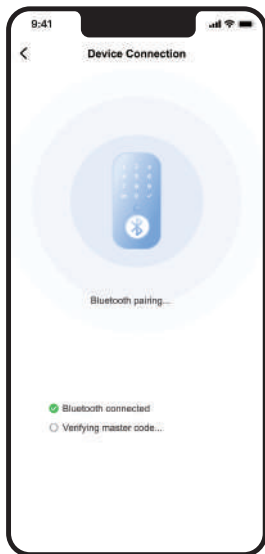 9:41
Device Connection
Bluetooth pairing...
Bluetooth connected
Verifying master code...